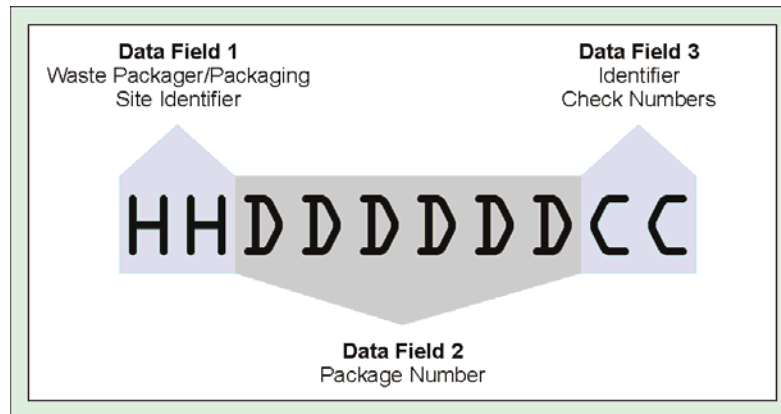 Data Field 1
Waste Packager/Packaging
Site Identifier
Data Field 3
Identifier
Check Numbers
HHDDDDDDCC
Data Field 2
Package Number